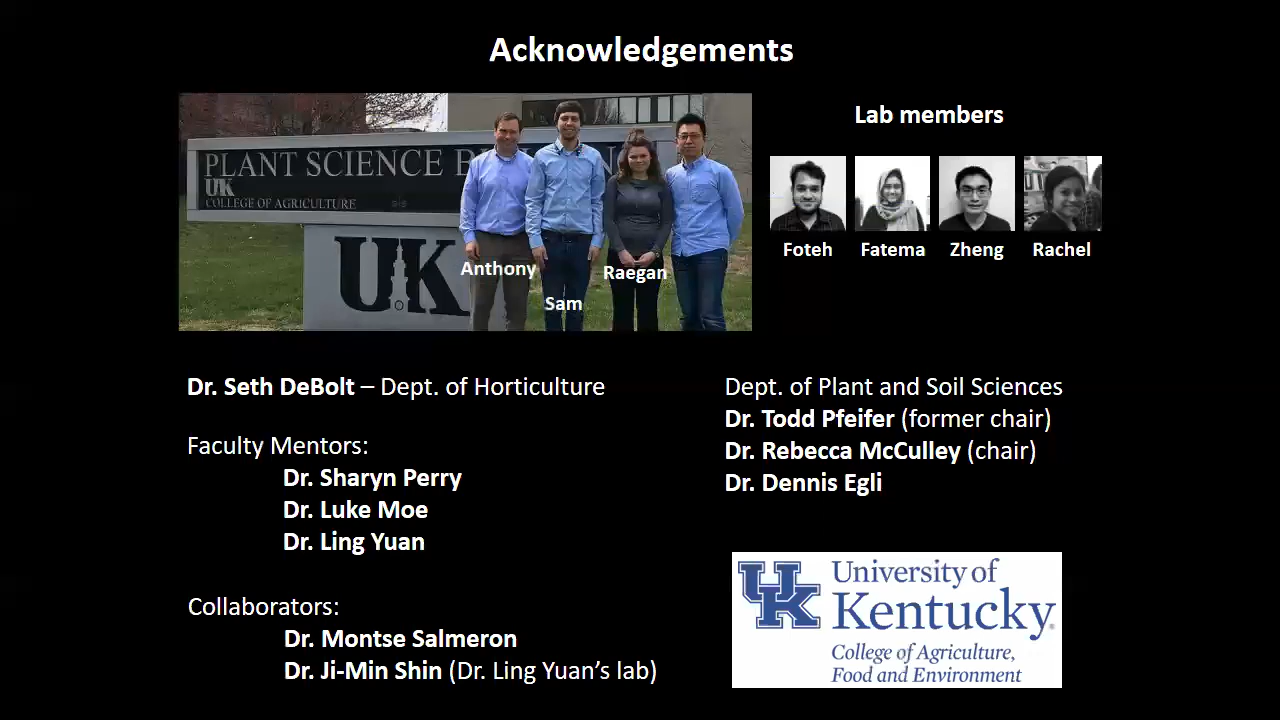 Acknowledgements
PLANT SCIENCE B
UK
COLLEGE OF AGRICULTURE
UK
Anthony
Sam
Raegan
Lab members
Foteh
Fatema
Zheng
Rachel
Dr. Seth DeBolt – Dept. of Horticulture
Faculty Mentors:
Dr. Sharyn Perry
Dr. Luke Moe
Dr. Ling Yuan
Collaborators:
Dr. Montse Salmeron
Dr. Ji-Min Shin (Dr. Ling Yuan’s lab)
Dept. of Plant and Soil Sciences
Dr. Todd Pfeifer (former chair)
Dr. Rebecca McCulley (chair)
Dr. Dennis Egli
UK
University of
Kentucky®
College of Agriculture,
Food and Environment